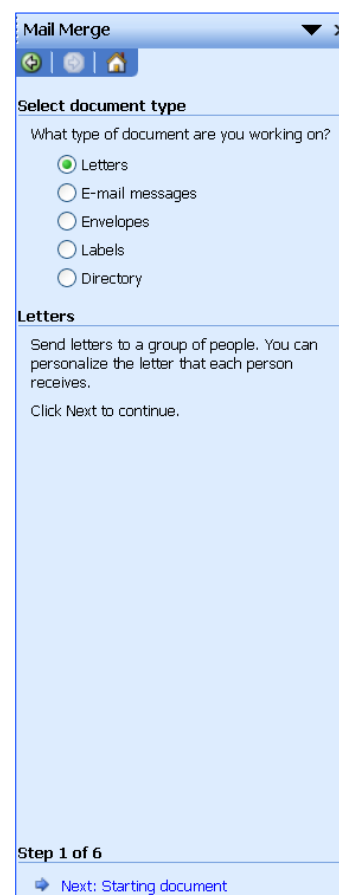 Mail Merge
Select document type
What type of document are you working on?
Letters
E-mail messages
Envelopes
Labels
Directory
Letters
Send letters to a group of people. You can
personalize the letter that each person
receives.
Click Next to continue.
Step 1 of 6
Next: Starting document